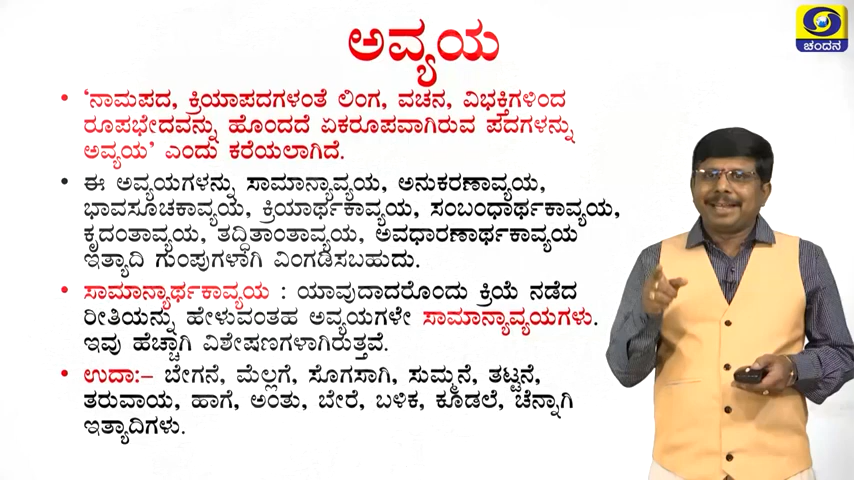 ಅವ್ಯಯ
ಚಂದನ
• ‘ನಾಮಪದ, ಕ್ರಿಯಾಪದಗಳಂತೆ ಲಿಂಗ, ವಚನ, ವಿಭಕ್ತಿಗಳಿಂದ
ರೂಪಭೇದವನ್ನು ಹೊಂದದೆ ಏಕರೂಪವಾಗಿರುವ ಪದಗಳನ್ನು
ಅವ್ಯಯ’ ಎಂದು ಕರೆಯಲಾಗಿದೆ.
• ಈ ಅವ್ಯಯಗಳನ್ನು ಸಾಮಾನ್ಯಾವ್ಯಯ, ಅನುಕರಣಾವ್ಯಯ,
ಭಾವಸೂಚಕಾವ್ಯಯ, ಕ್ರಿಯಾರ್ಥಕಾವ್ಯಯ, ಸಂಬಂಧಾರ್ಥಕಾವ್ಯಯ,
ಕೃದಂತಾವ್ಯಯ, ತದ್ಧಿತಾಂತಾವ್ಯಯ, ಅವಧಾರಣಾರ್ಥಕಾವ್ಯಯ
ಇತ್ಯಾದಿ ಗುಂಪುಗಳಾಗಿ ವಿಂಗಡಿಸಬಹುದು.
• ಸಾಮಾನ್ಯಾರ್ಥಕಾವ್ಯಯ : ಯಾವುದಾದರೊಂದು ಕ್ರಿಯೆ ನಡೆದ
ರೀತಿಯನ್ನು ಹೇಳುವಂತಹ ಅವ್ಯಯಗಳೇ ಸಾಮಾನ್ಯಾವ್ಯಯಗಳು.
ಇವು ಹೆಚ್ಚಾಗಿ ವಿಶೇಷಣಗಳಾಗಿರುತ್ತವೆ.
• ಉದಾ:– ಬೇಗನೆ, ಮೆಲ್ಲಗೆ, ಸೊಗಸಾಗಿ, ಸುಮ್ಮನೆ, ತಟ್ಟನೆ,
ತರುವಾಯ, ಹಾಗೆ, ಅಂತು, ಬೇರೆ, ಬಳಿಕ, ಕೂಡಲೆ, ಚೆನ್ನಾಗಿ
ಇತ್ಯಾದಿಗಳು.